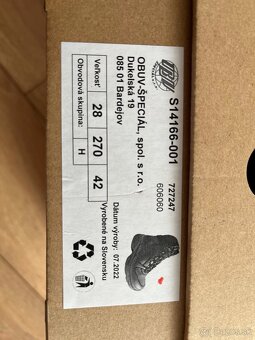 OBUV-ŠPECIÁL, spol. s r.o.
Dukelská 19
085 01 Bardejov
S14166-001
727247
606060
Veľkosť: 28 270 42
Obvodová skupina: H
Dátum výroby: 07.2022
Vyrobené na Slovensku